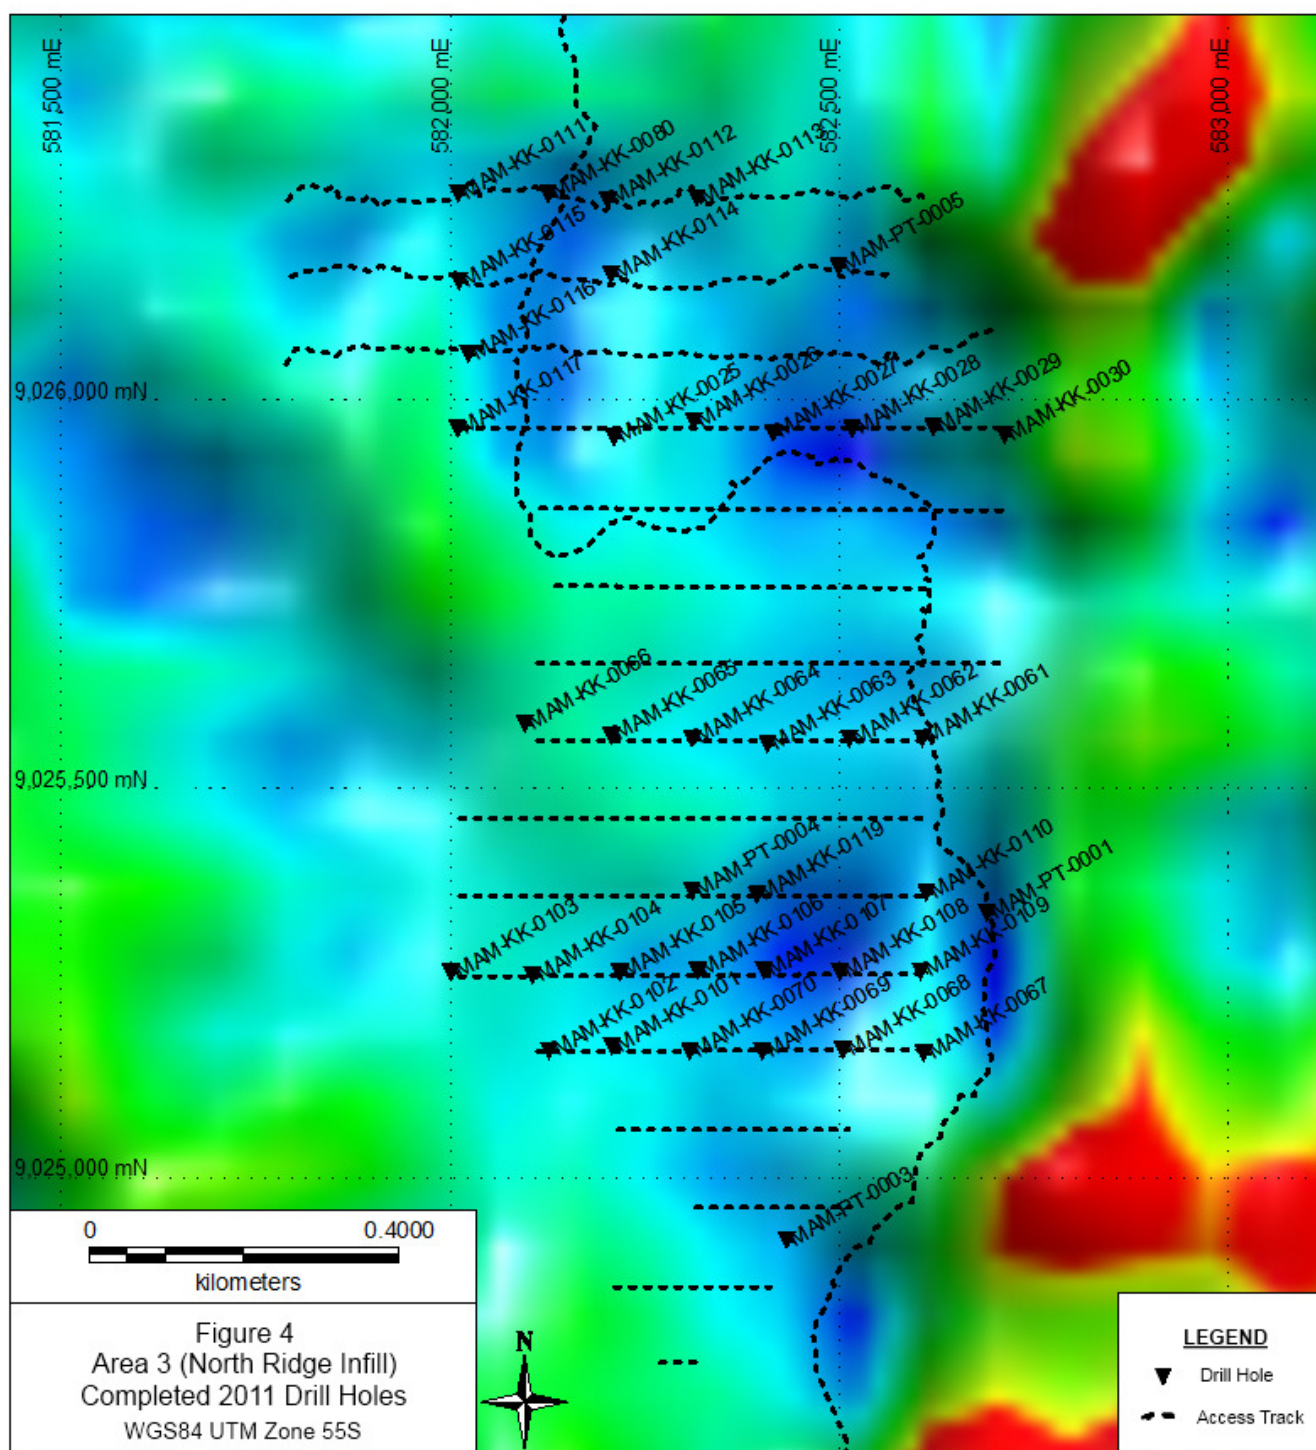 581,500 mE
582,000 mE
582,500 mE
583,000 mE
MAM-KK-0111
MAM-KK-0080
MAM-KK-0112
MAM-KK-0113
MAM-KK-0115
MAM-KK-0114
MAM-PT-0005
MAM-KK-0116
9,026,000 mN
MAM-KK-0117
MAM-KK-0025
MAM-KK-0026
MAM-KK-0027
MAM-KK-0028
MAM-KK-0029
MAM-KK-0030
MAM-KK-0066
MAM-KK-0065
MAM-KK-0064
MAM-KK-0063
MAM-KK-0062
MAM-KK-0061
9,025,500 mN
MAM-PT-0004
MAM-KK-0119
MAM-KK-0110
MAM-PT-0001
MAM-KK-0103
MAM-KK-0104
MAM-KK-0105
MAM-KK-0106
MAM-KK-0107
MAM-KK-0108
MAM-KK-0109
MAM-KK-0102
MAM-KK-0101
MAM-KK-0070
MAM-KK-0069
MAM-KK-0068
MAM-KK-0067
9,025,000 mN
MAM-PT-0003
0 0.4000
kilometers
Figure 4
Area 3 (North Ridge Infill)
Completed 2011 Drill Holes
WGS84 UTM Zone 55S
N
LEGEND
Drill Hole
Access Track